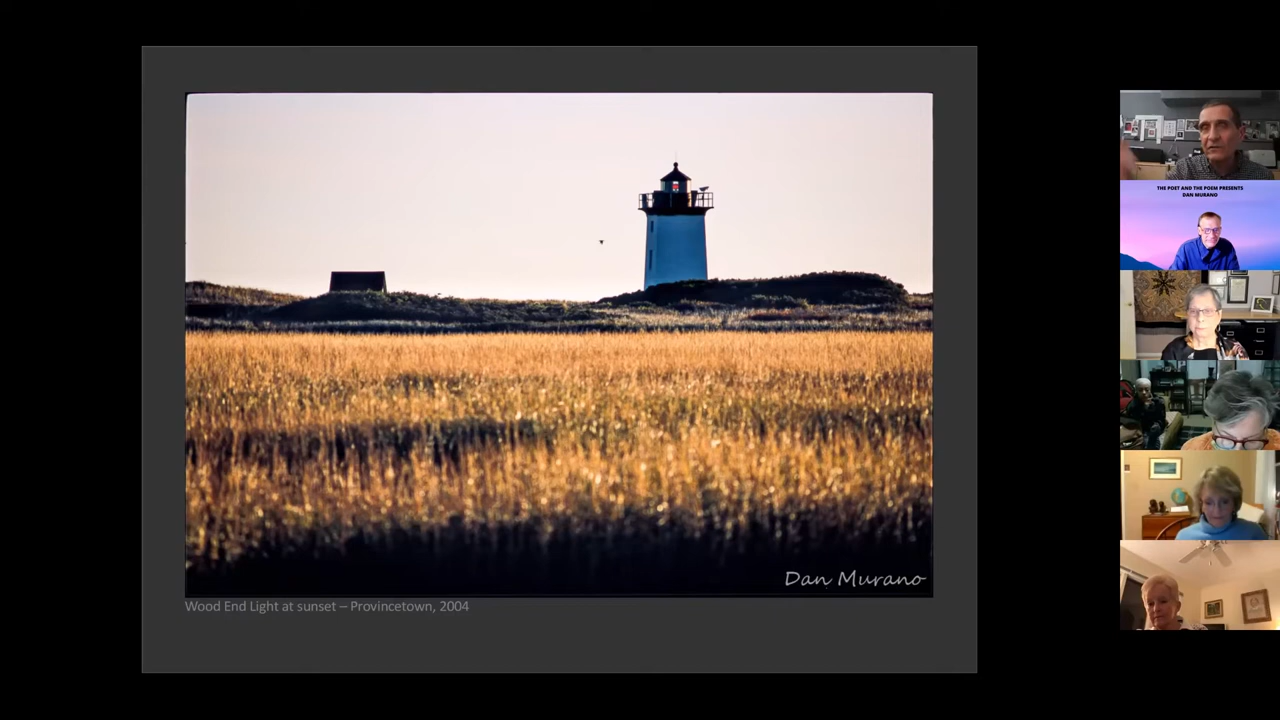 THE POET AND THE POEM PRESENTS
DAN MURANO
Dan Murano
Wood End Light at sunset – Provincetown, 2004